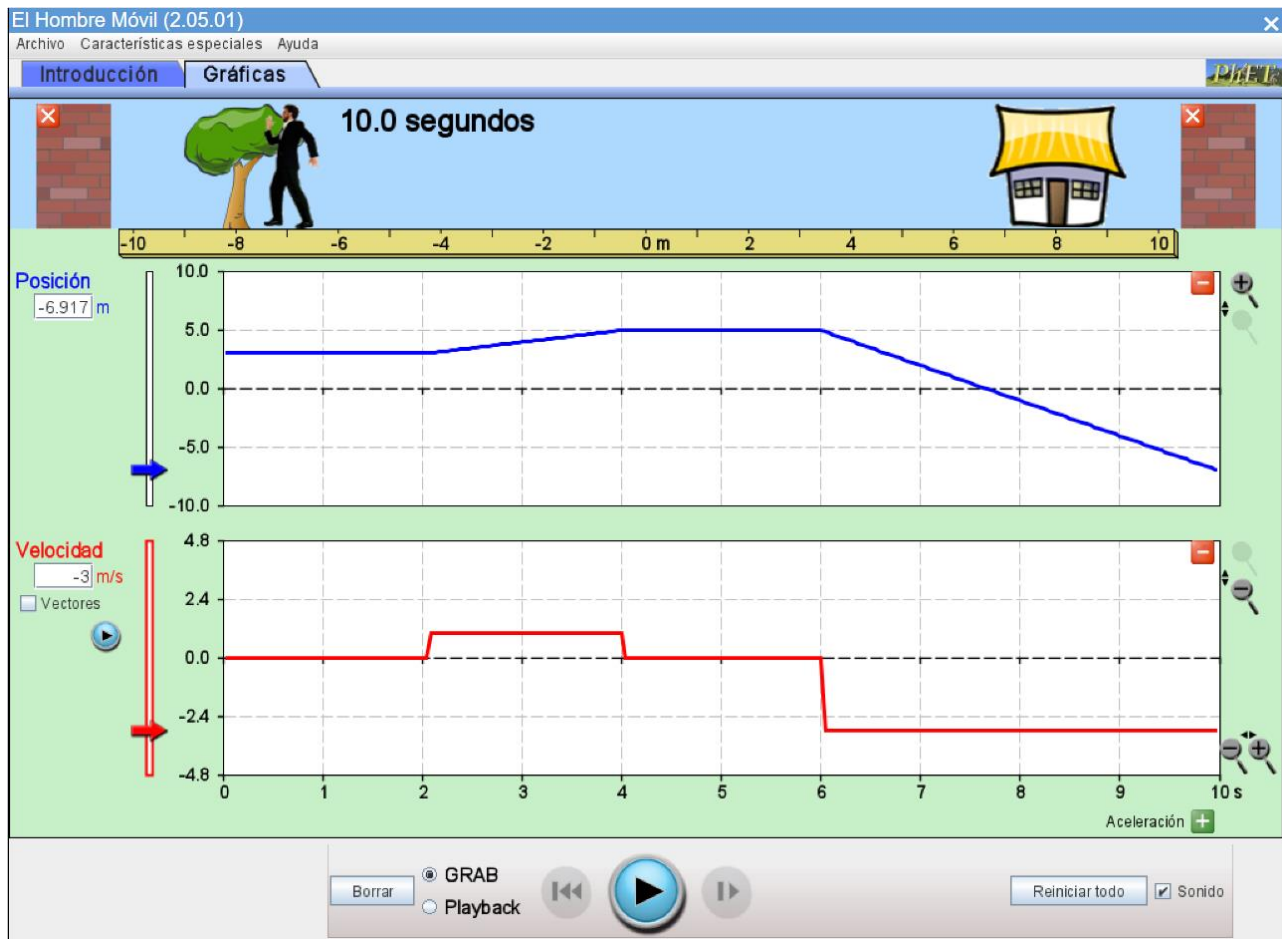 El Hombre Móvil (2.05.01)
Archivo Características especiales Ayuda
Introducción Gráficas
PhET
10.0 segundos
-10 -8 -6 -4 -2 0 m 2 4 6 8 10
Posición
-6.917 m
10.0
5.0
0.0
-5.0
-10.0
Velocidad
-3 m/s
Vectores
4.8
2.4
0.0
-2.4
-4.8
0 1 2 3 4 5 6 7 8 9 10 s
Aceleración
Borrar
GRAB
Playback
Reiniciar todo
Sonido